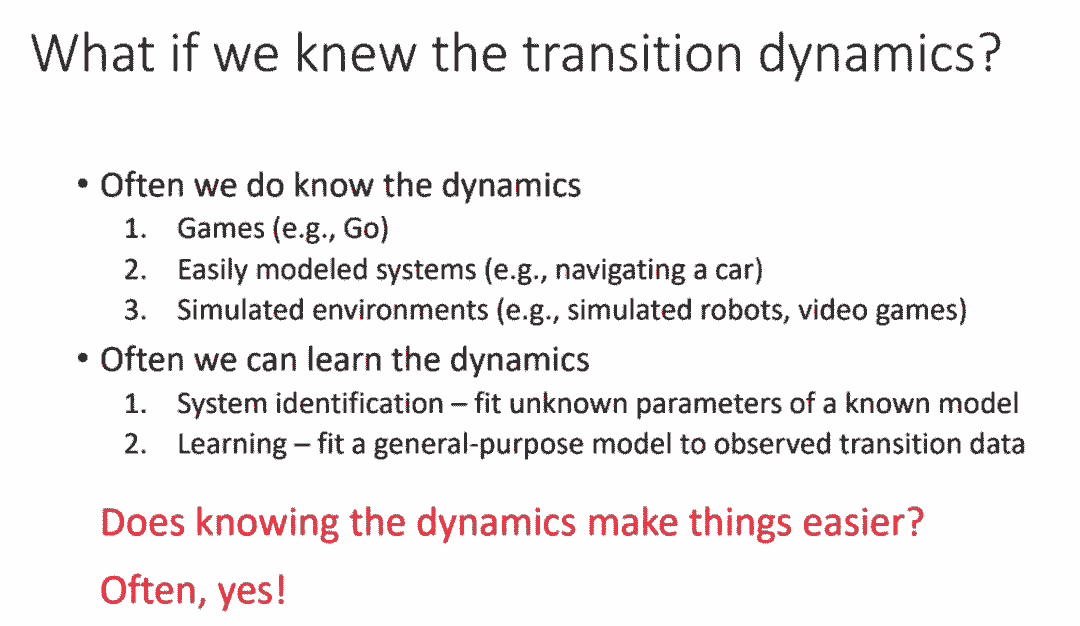 What if we knew the transition dynamics?
• Often we do know the dynamics
1. Games (e.g., Go)
2. Easily modeled systems (e.g., navigating a car)
3. Simulated environments (e.g., simulated robots, video games)
• Often we can learn the dynamics
1. System identification – fit unknown parameters of a known model
2. Learning – fit a general-purpose model to observed transition data
Does knowing the dynamics make things easier?
Often, yes!